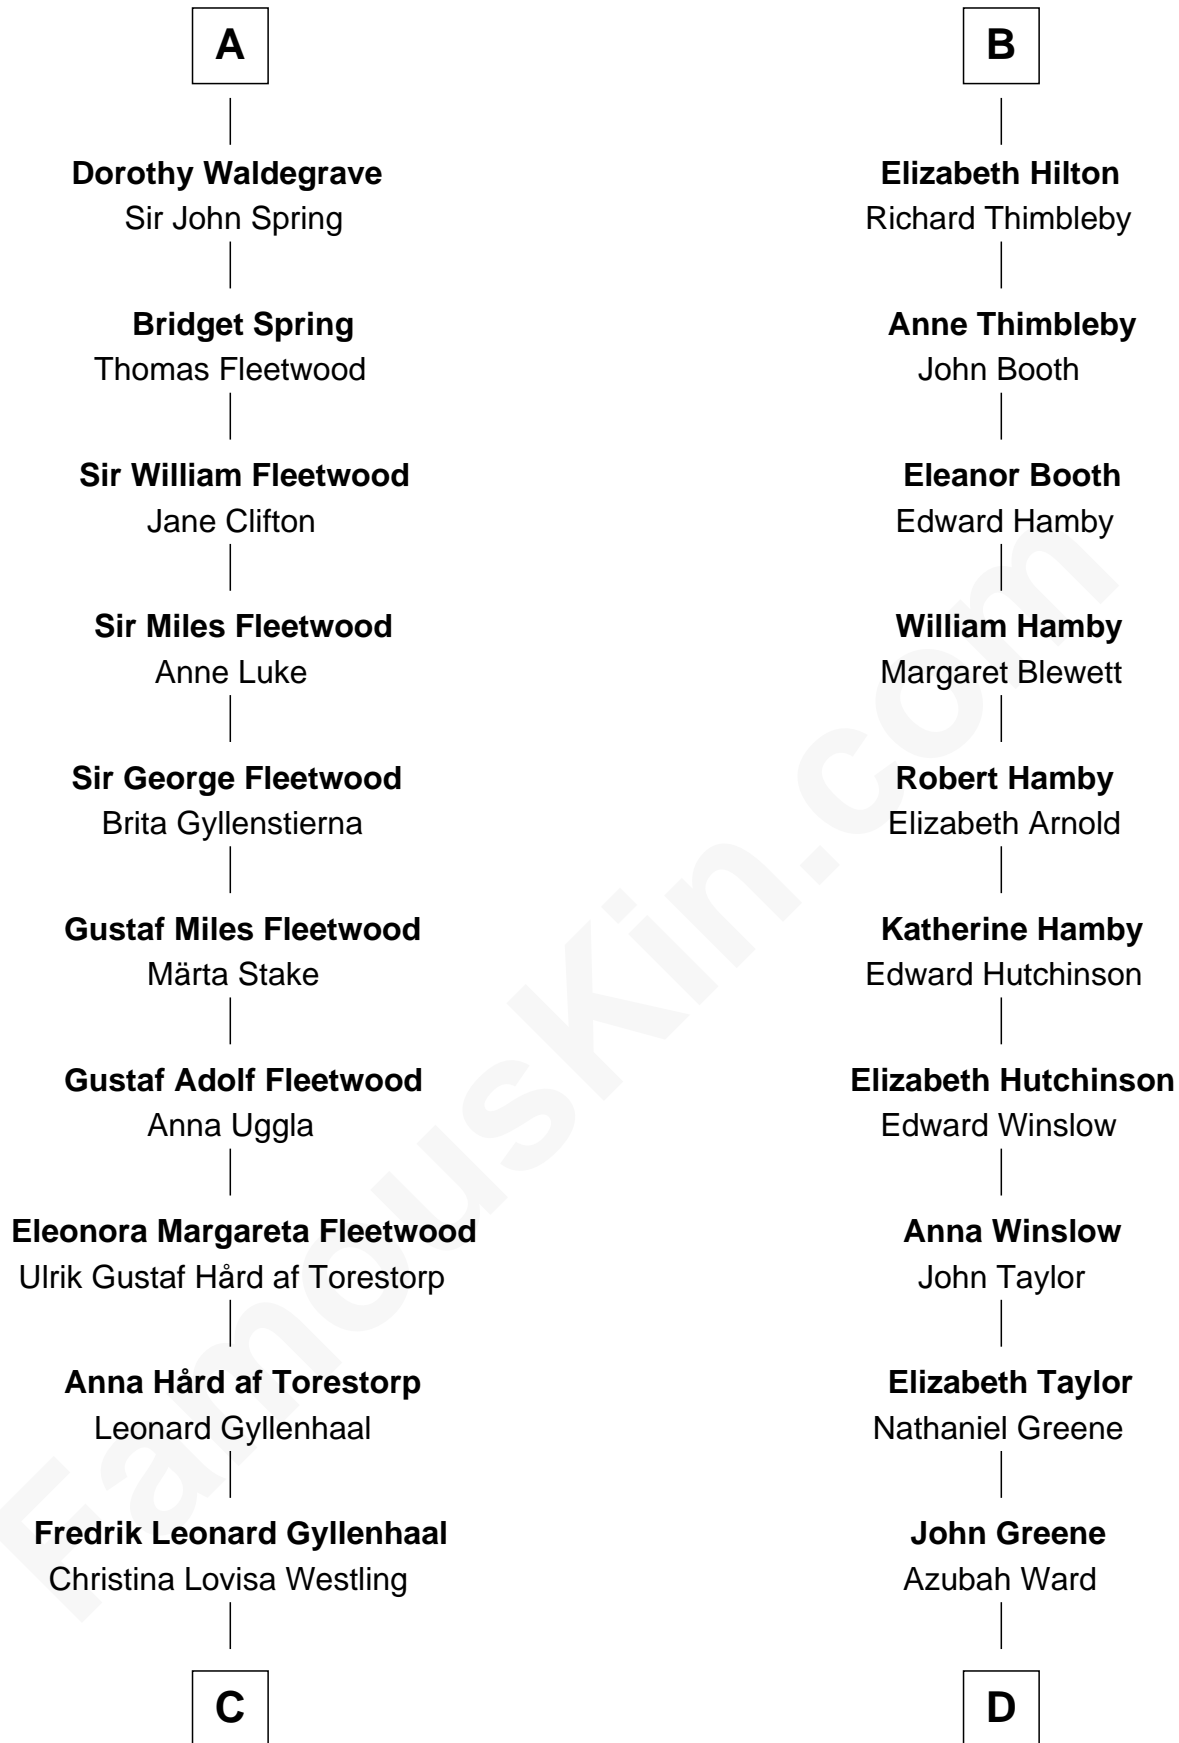 A
Dorothy Waldegrave
Sir John Spring
Bridget Spring
Thomas Fleetwood
Sir William Fleetwood
Jane Clifton
Sir Miles Fleetwood
Anne Luke
Sir George Fleetwood
Brita Gyllenstierna
Gustaf Miles Fleetwood
Märta Stake
Gustaf Adolf Fleetwood
Anna Uggla
Eleonora Margareta Fleetwood
Ulrik Gustaf Hård af Torestorp
Anna Hård af Torestorp
Leonard Gyllenhaal
Fredrik Leonard Gyllenhaal
Christina Lovisa Westling
C
B
Elizabeth Hilton
Richard Thimbleby
Anne Thimbleby
John Booth
Eleanor Booth
Edward Hamby
William Hamby
Margaret Blewett
Robert Hamby
Elizabeth Arnold
Katherine Hamby
Edward Hutchinson
Elizabeth Hutchinson
Edward Winslow
Anna Winslow
John Taylor
Elizabeth Taylor
Nathaniel Greene
John Greene
Azubah Ward
D
FamousKin.com